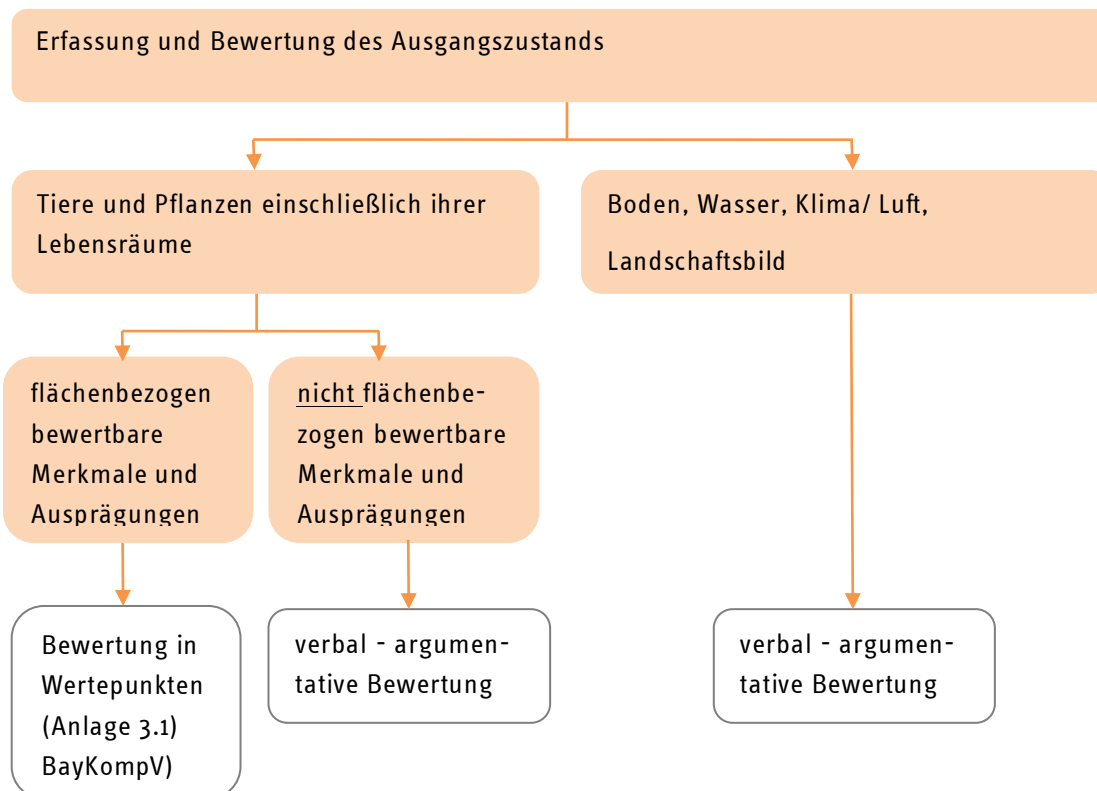 Erfassung und Bewertung des Ausgangszustands
Tiere und Pflanzen einschließlich ihrer
Lebensräume
Boden, Wasser, Klima/ Luft,
Landschaftsbild
flächenbezogen
bewertbare
Merkmale und
Ausprägungen
nicht flächenbe-
zogen bewertbare
Merkmale und
Ausprägungen
Bewertung in
Wertepunkten
(Anlage 3.1)
BayKompV)
verbal - argumen-
tative Bewertung
verbal - argumen-
tative Bewertung